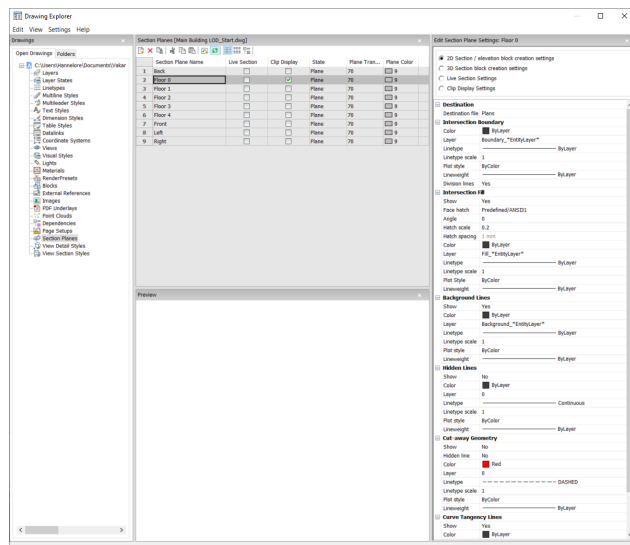 Drawing Explorer
Edit View Settings Help
Drawings
Open Drawings Folders
C:\Users\Hannelore\Documents\Vakar
Layers
Layer States
Linetypes
Multiline Styles
Multileader Styles
Text Styles
Dimension Styles
Table Styles
Datalinks
Coordinate Systems
Views
Visual Styles
Lights
Materials
RenderPresets
Blocks
External References
Images
PDF Underlays
Point Clouds
Dependencies
Page Setups
Section Planes
View Detail Styles
View Section Styles
Section Planes [Main Building LOD_Start.dwg]
Section Plane Name Live Section Clip Display State Plane Tran... Plane Color
1 Back Plane 70 9
2 Floor 0 Plane 70 9
3 Floor 1 Plane 70 9
4 Floor 2 Plane 70 9
5 Floor 3 Plane 70 9
6 Floor 4 Plane 70 9
7 Front Plane 70 9
8 Left Plane 70 9
9 Right Plane 70 9
Preview
Edit Section Plane Settings: Floor 0
2D Section / elevation block creation settings
3D Section block creation settings
Live Section Settings
Clip Display Settings
Destination
Destination file Plans
Intersection Boundary
Color ByLayer
Layer Boundary_*EntityLayer*
Linetype ByLayer
Linetype scale 1
Plot style ByColor
Lineweight ByLayer
Division lines Yes
Intersection Fill
Show Yes
Face hatch Predefined/ANSI31
Angle 0
Hatch scale 0.2
Hatch spacing 1 mm
Color ByLayer
Layer Fill_*EntityLayer*
Linetype ByLayer
Linetype scale 1
Plot Style ByColor
Lineweight ByLayer
Background Lines
Show Yes
Color ByLayer
Layer Background_*EntityLayer*
Linetype ByLayer
Linetype scale 1
Plot style ByColor
Lineweight ByLayer
Hidden Lines
Show No
Color ByLayer
Layer 0
Linetype Continuous
Linetype scale 1
Plot style ByColor
Lineweight ByLayer
Cut-away Geometry
Show No
Hidden line No
Color Red
Layer 0
Linetype DASHED
Linetype scale 1
Plot style ByColor
Lineweight ByLayer
Curve Tangency Lines
Show Yes
Color ByLayer